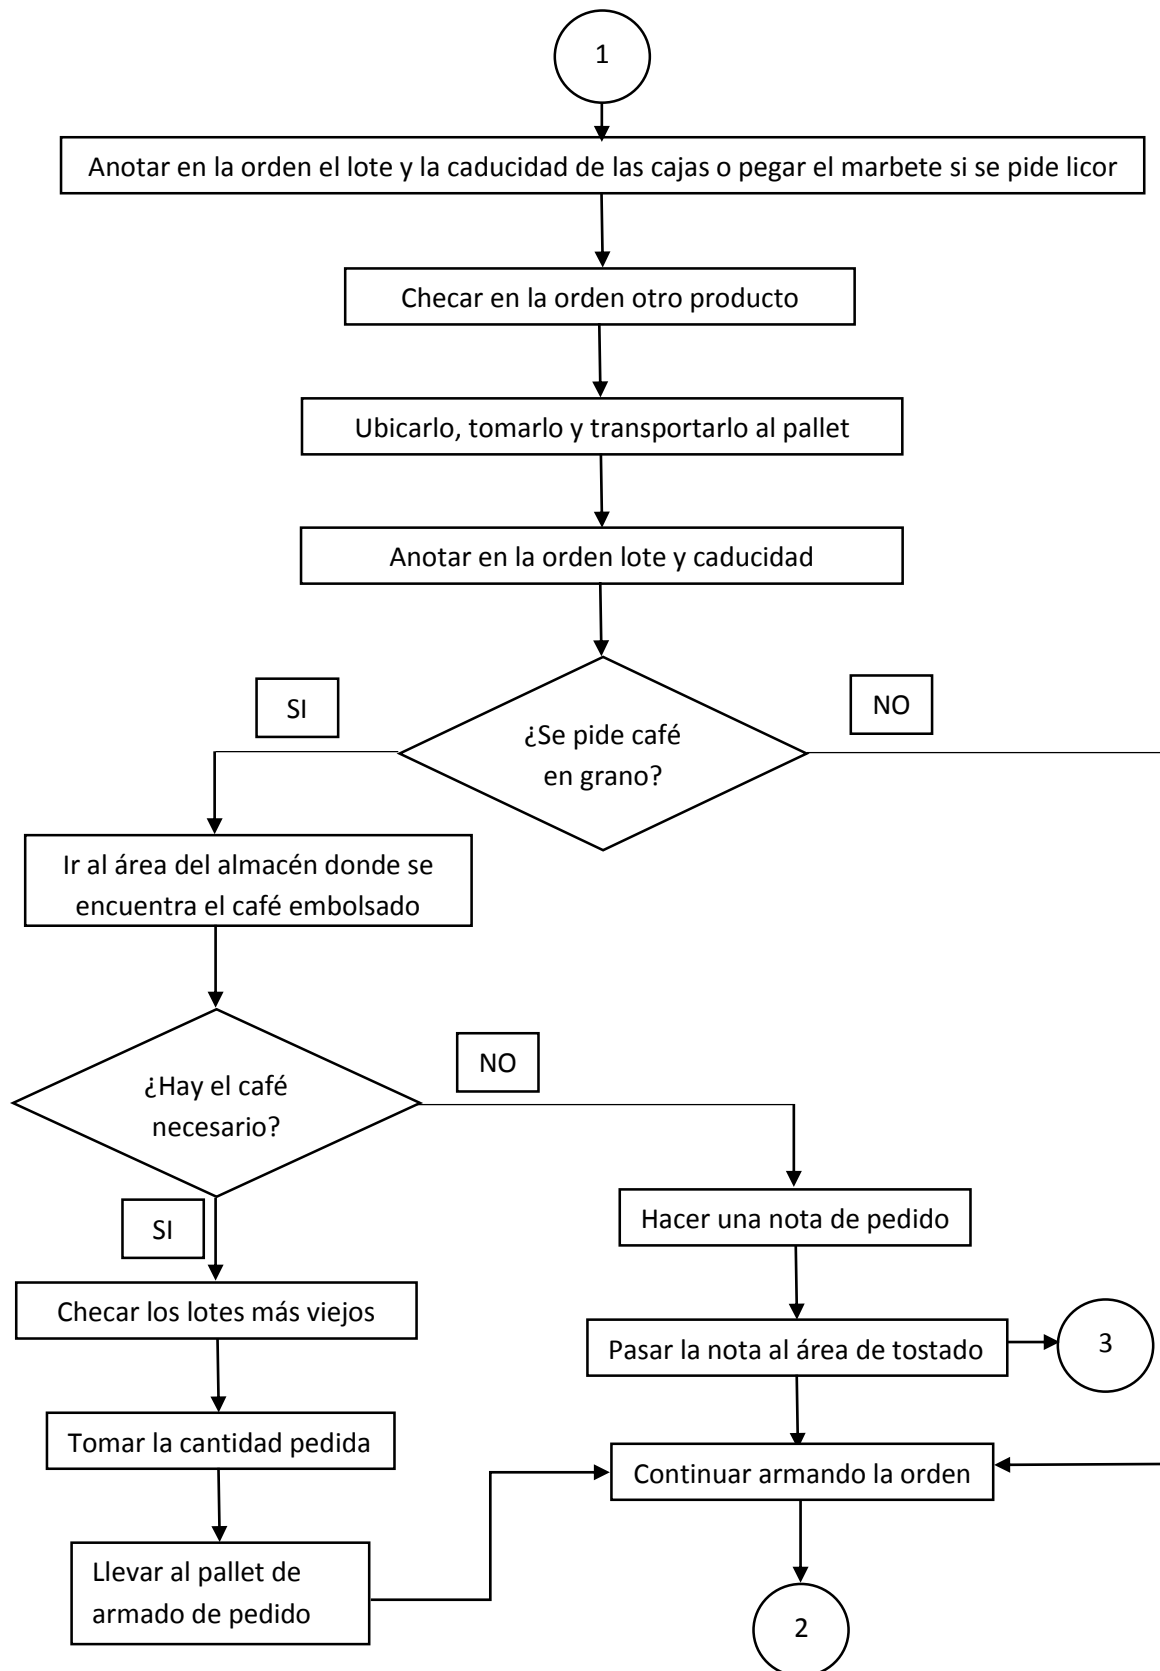 1
Anotar en la orden el lote y la caducidad de las cajas o pegar el marbete si se pide licor
Checar en la orden otro producto
Ubicarlo, tomarlo y transportarlo al pallet
Anotar en la orden lote y caducidad
SI
NO
¿Se pide café
en grano?
Ir al área del almacén donde se
encuentra el café embolsado
NO
¿Hay el café
necesario?
SI
Hacer una nota de pedido
Checar los lotes más viejos
Pasar la nota al área de tostado
3
Tomar la cantidad pedida
Continuar armando la orden
Llevar al pallet de
armado de pedido
2